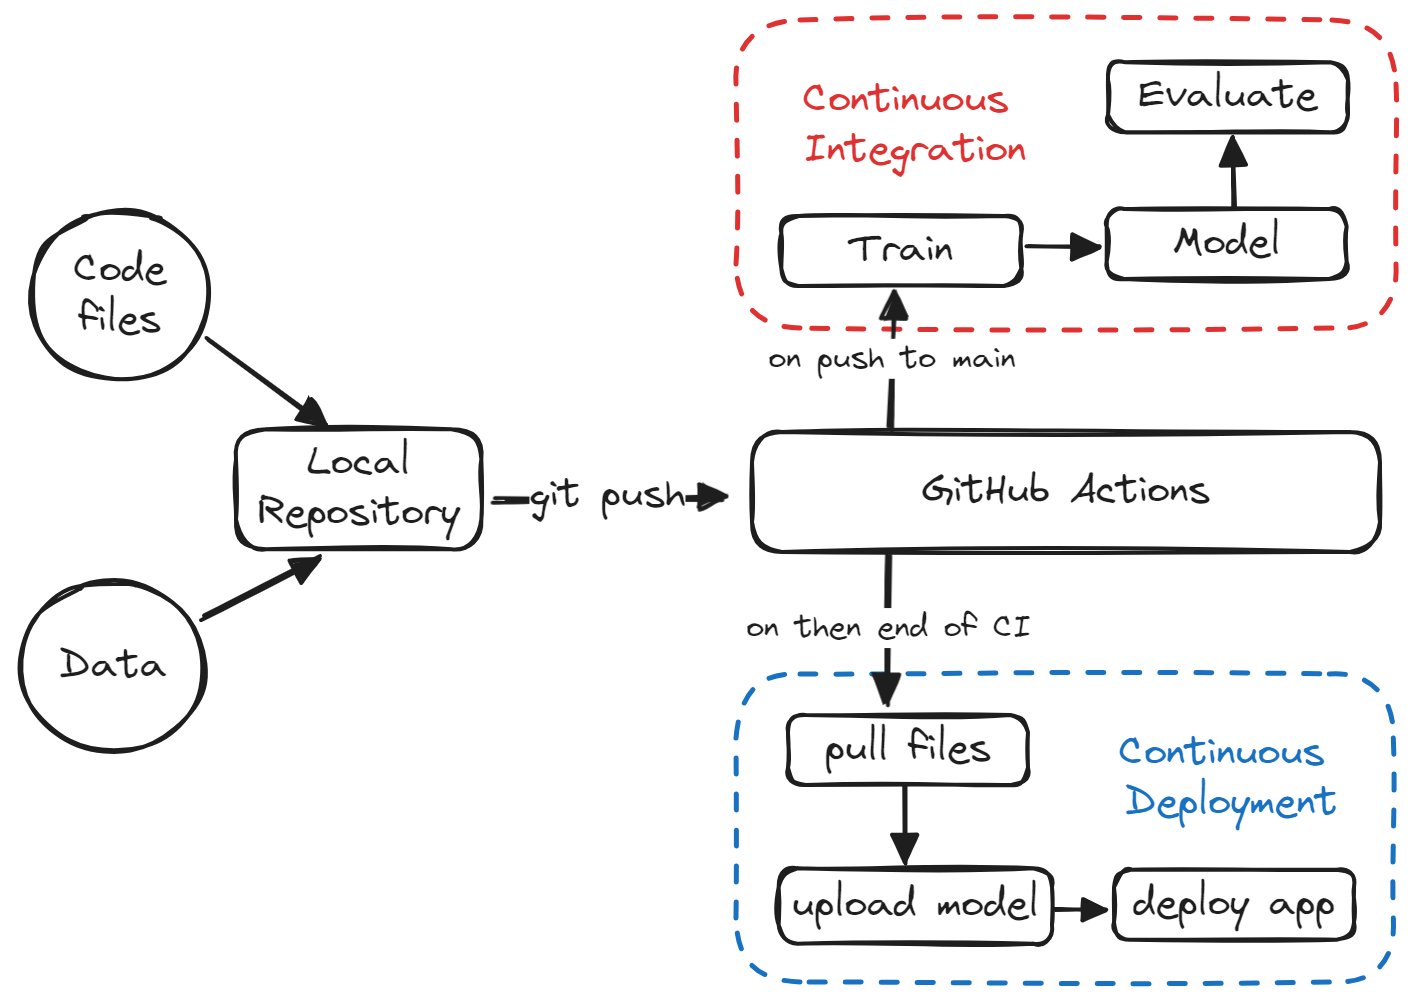 Continuous
Integration
Evaluate
Train
Model
Code
files
on push to main
Local
Repository
git push
GitHub Actions
on then end of CI
Data
pull files
Continuous
Deployment
upload model
deploy app